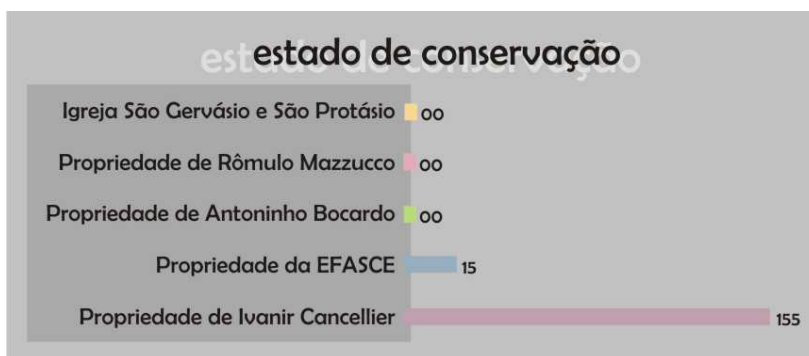 estado de conservação
Igreja São Gervásio e São Protásio 00
Propriedade de Rômulo Mazzucco 00
Propriedade de Antoninho Bocardo 00
Propriedade da EFASCE 15
Propriedade de Ivanir Cancellier 155